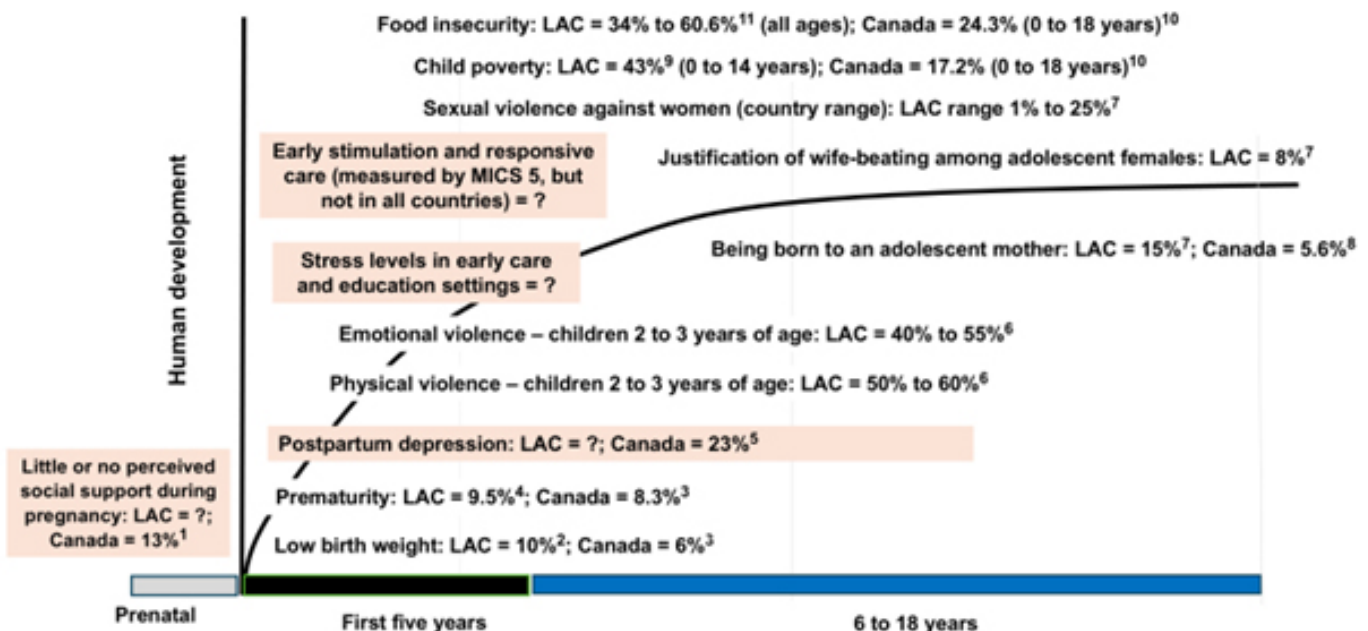 Food insecurity: LAC = 34% to 60.6%¹¹ (all ages); Canada = 24.3% (0 to 18 years)¹⁰
Child poverty: LAC = 43%⁹ (0 to 14 years); Canada = 17.2% (0 to 18 years)¹⁰
Sexual violence against women (country range): LAC range 1% to 25%⁷
Early stimulation and responsive
care (measured by MICS 5, but
not in all countries) = ?
Justification of wife-beating among adolescent females: LAC = 8%⁷
Human development
Being born to an adolescent mother: LAC = 15%⁷; Canada = 5.6%⁸
Stress levels in early care
and education settings = ?
Emotional violence – children 2 to 3 years of age: LAC = 40% to 55%⁶
Physical violence – children 2 to 3 years of age: LAC = 50% to 60%⁶
Postpartum depression: LAC = ?; Canada = 23%⁵
Little or no perceived
social support during
pregnancy: LAC = ?;
Canada = 13%¹
Prematurity: LAC = 9.5%⁴; Canada = 8.3%³
Low birth weight: LAC = 10%²; Canada = 6%³
Prenatal
First five years
6 to 18 years